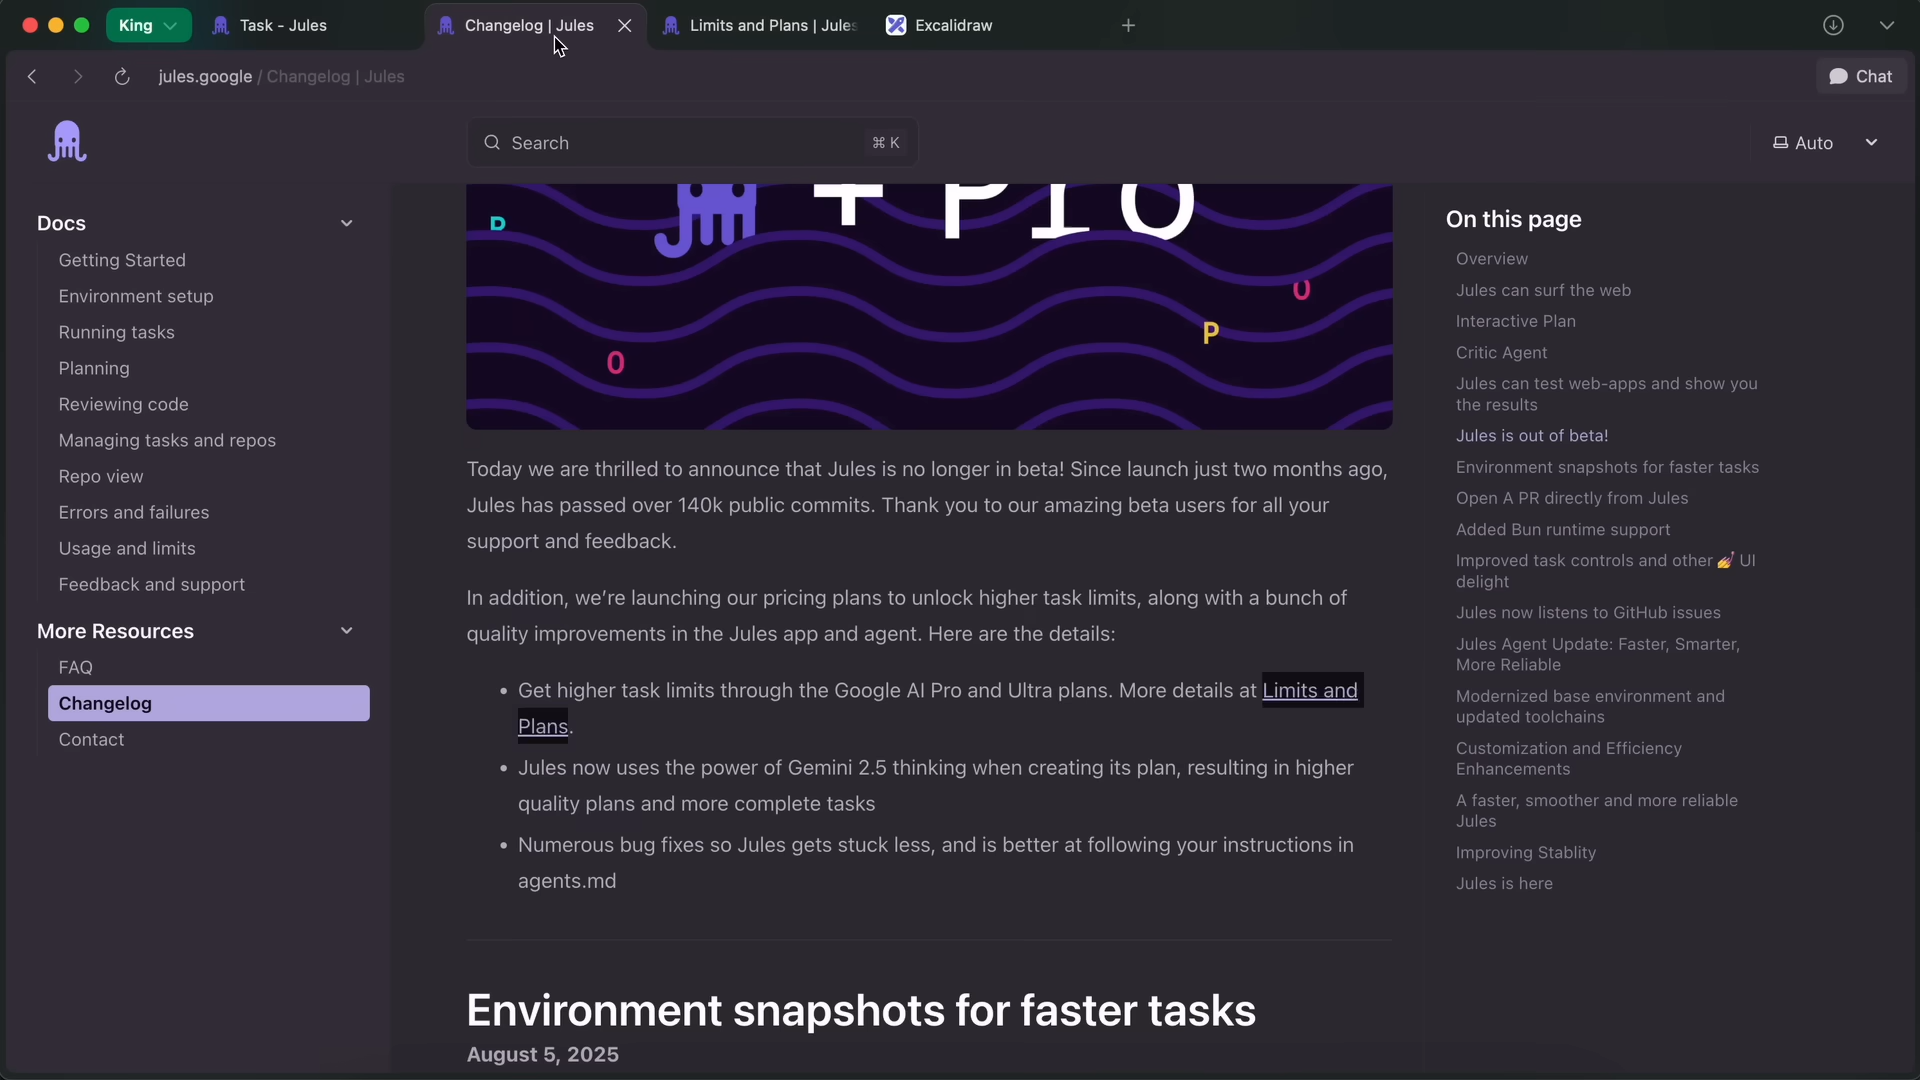 King
Task - Jules
Changelog | Jules
Limits and Plans | Jules
Excalidraw
jules.google / Changelog | Jules
Chat
Search
⌘ K
Auto
Docs
Getting Started
Environment setup
Running tasks
Planning
Reviewing code
Managing tasks and repos
Repo view
Errors and failures
Usage and limits
Feedback and support
More Resources
FAQ
Changelog
Contact
+ Pro
P
O
P
O
Today we are thrilled to announce that Jules is no longer in beta! Since launch just two months ago,
Jules has passed over 140k public commits. Thank you to our amazing beta users for all your
support and feedback.
In addition, we’re launching our pricing plans to unlock higher task limits, along with a bunch of
quality improvements in the Jules app and agent. Here are the details:
• Get higher task limits through the Google AI Pro and Ultra plans. More details at Limits and
Plans.
• Jules now uses the power of Gemini 2.5 thinking when creating its plan, resulting in higher
quality plans and more complete tasks
• Numerous bug fixes so Jules gets stuck less, and is better at following your instructions in
agents.md
Environment snapshots for faster tasks
August 5, 2025
On this page
Overview
Jules can surf the web
Interactive Plan
Critic Agent
Jules can test web-apps and show you
the results
Jules is out of beta!
Environment snapshots for faster tasks
Open A PR directly from Jules
Added Bun runtime support
Improved task controls and other 💅 UI
delight
Jules now listens to GitHub issues
Jules Agent Update: Faster, Smarter,
More Reliable
Modernized base environment and
updated toolchains
Customization and Efficiency
Enhancements
A faster, smoother and more reliable
Jules
Improving Stablity
Jules is here